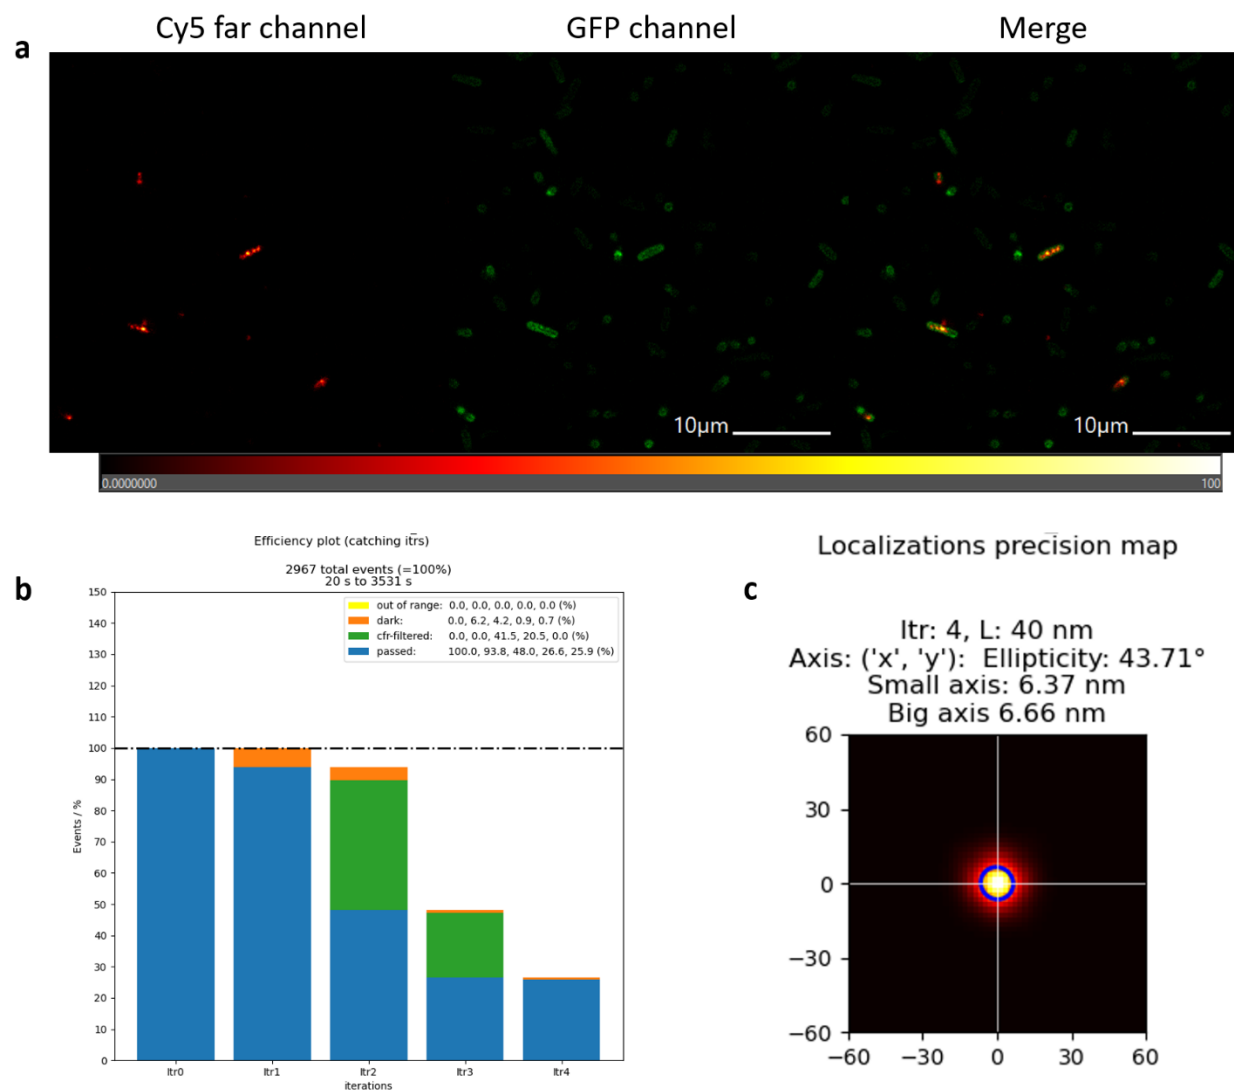 Cy5 far channel GFP channel Merge
a
10µm 10µm
0.0000000 100
Efficiency plot (catching itrs)
2967 total events (=100%)
20 s to 3531 s
b
out of range: 0.0, 0.0, 0.0, 0.0, 0.0 (%)
dark: 0.0, 6.2, 4.2, 0.9, 0.7 (%)
cfr-filtered: 0.0, 0.0, 41.5, 20.5, 0.0 (%)
passed: 100.0, 93.8, 48.0, 26.6, 25.9 (%)
150
140
130
120
110
100
90
80
70
60
50
40
30
20
10
0
Events / %
Itr0 Itr1 Itr2 Itr3 Itr4
iterations
Localizations precision map
c
Itr: 4, L: 40 nm
Axis: ('x', 'y'): Ellipticity: 43.71°
Small axis: 6.37 nm
Big axis 6.66 nm
60
30
0
−30
−60
−60 −30 0 30 60